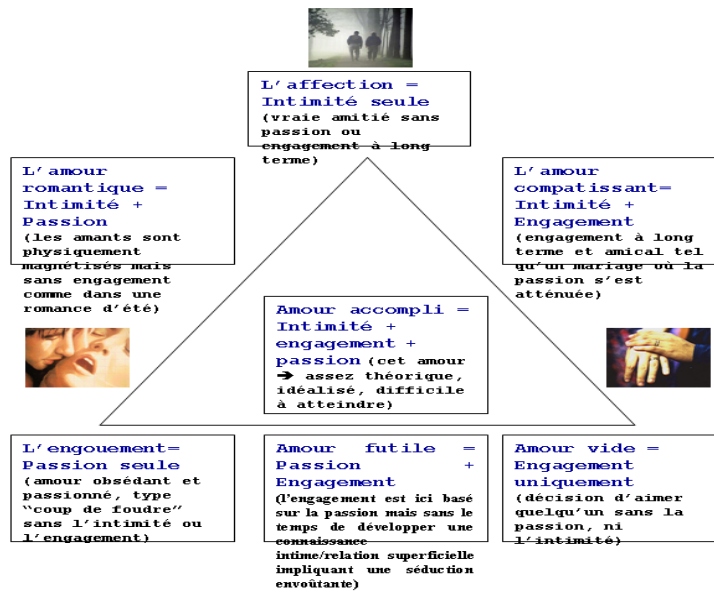 L'affection =
Intimité seule
(vraie amitié sans
passion ou
engagement à long
terme)
L'amour
romantique =
Intimité +
Passion
(les amants sont
physiquement
magnétisés mais
sans engagement
comme dans une
romance d'été)
L'amour
compatissant=
Intimité +
Engagement
(engagement à long
terme et amical tel
qu'un mariage où la
passion s'est
atténuée)
Amour accompli =
Intimité +
engagement +
passion (cet amour
➔ assez théorique,
idéalisé, difficile
à atteindre)
L'engouement=
Passion seule
(amour obsédant et
passionné, type
"coup de foudre"
sans l'intimité ou
l'engagement)
Amour futile =
Passion +
Engagement
(l'engagement est ici basé
sur la passion mais sans le
temps de développer une
connaissance
intime/relation superficielle
impliquant une séduction
envoûtante)
Amour vide =
Engagement
uniquement
(décision d'aimer
quelqu'un sans la
passion, ni
l'intimité)